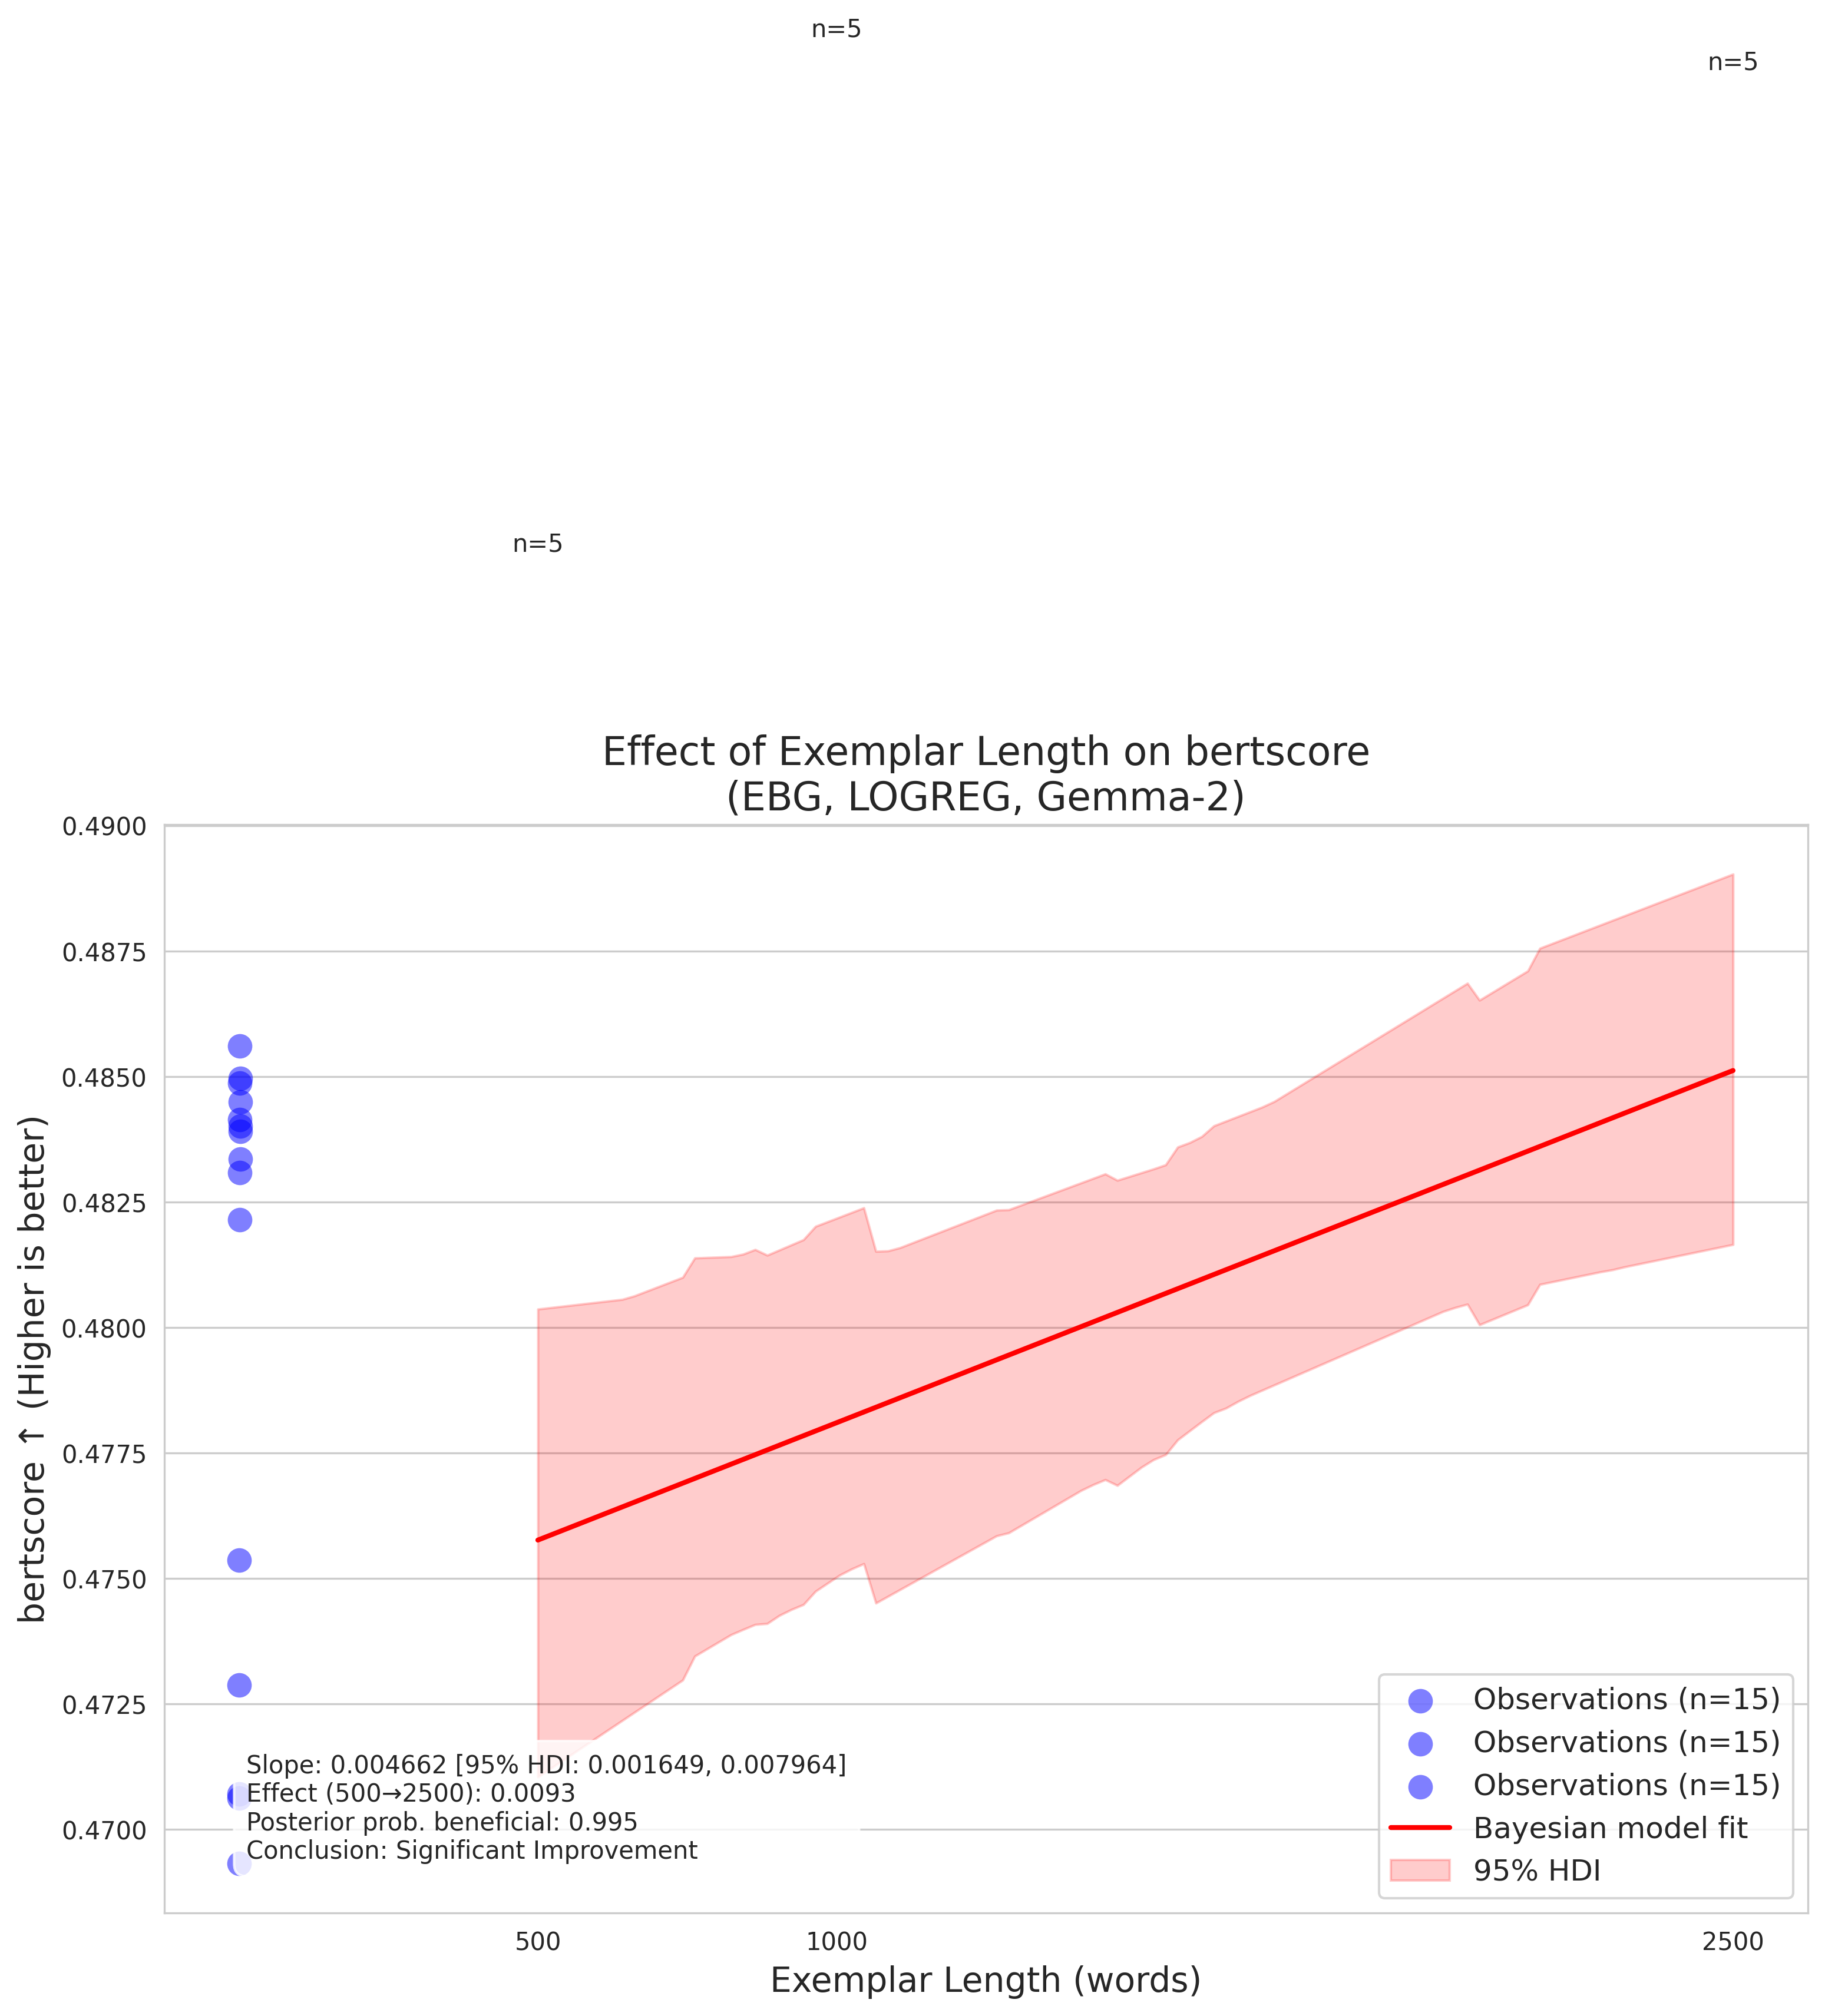 n=5
n=5
n=5
Effect of Exemplar Length on bertscore
(EBG, LOGREG, Gemma-2)
bertscore ↑ (Higher is better)
0.4900
0.4875
0.4850
0.4825
0.4800
0.4775
0.4750
0.4725
0.4700
Slope: 0.004662 [95% HDI: 0.001649, 0.007964]
Effect (500→2500): 0.0093
Posterior prob. beneficial: 0.995
Conclusion: Significant Improvement
Observations (n=15)
Observations (n=15)
Observations (n=15)
Bayesian model fit
95% HDI
500
1000
2500
Exemplar Length (words)